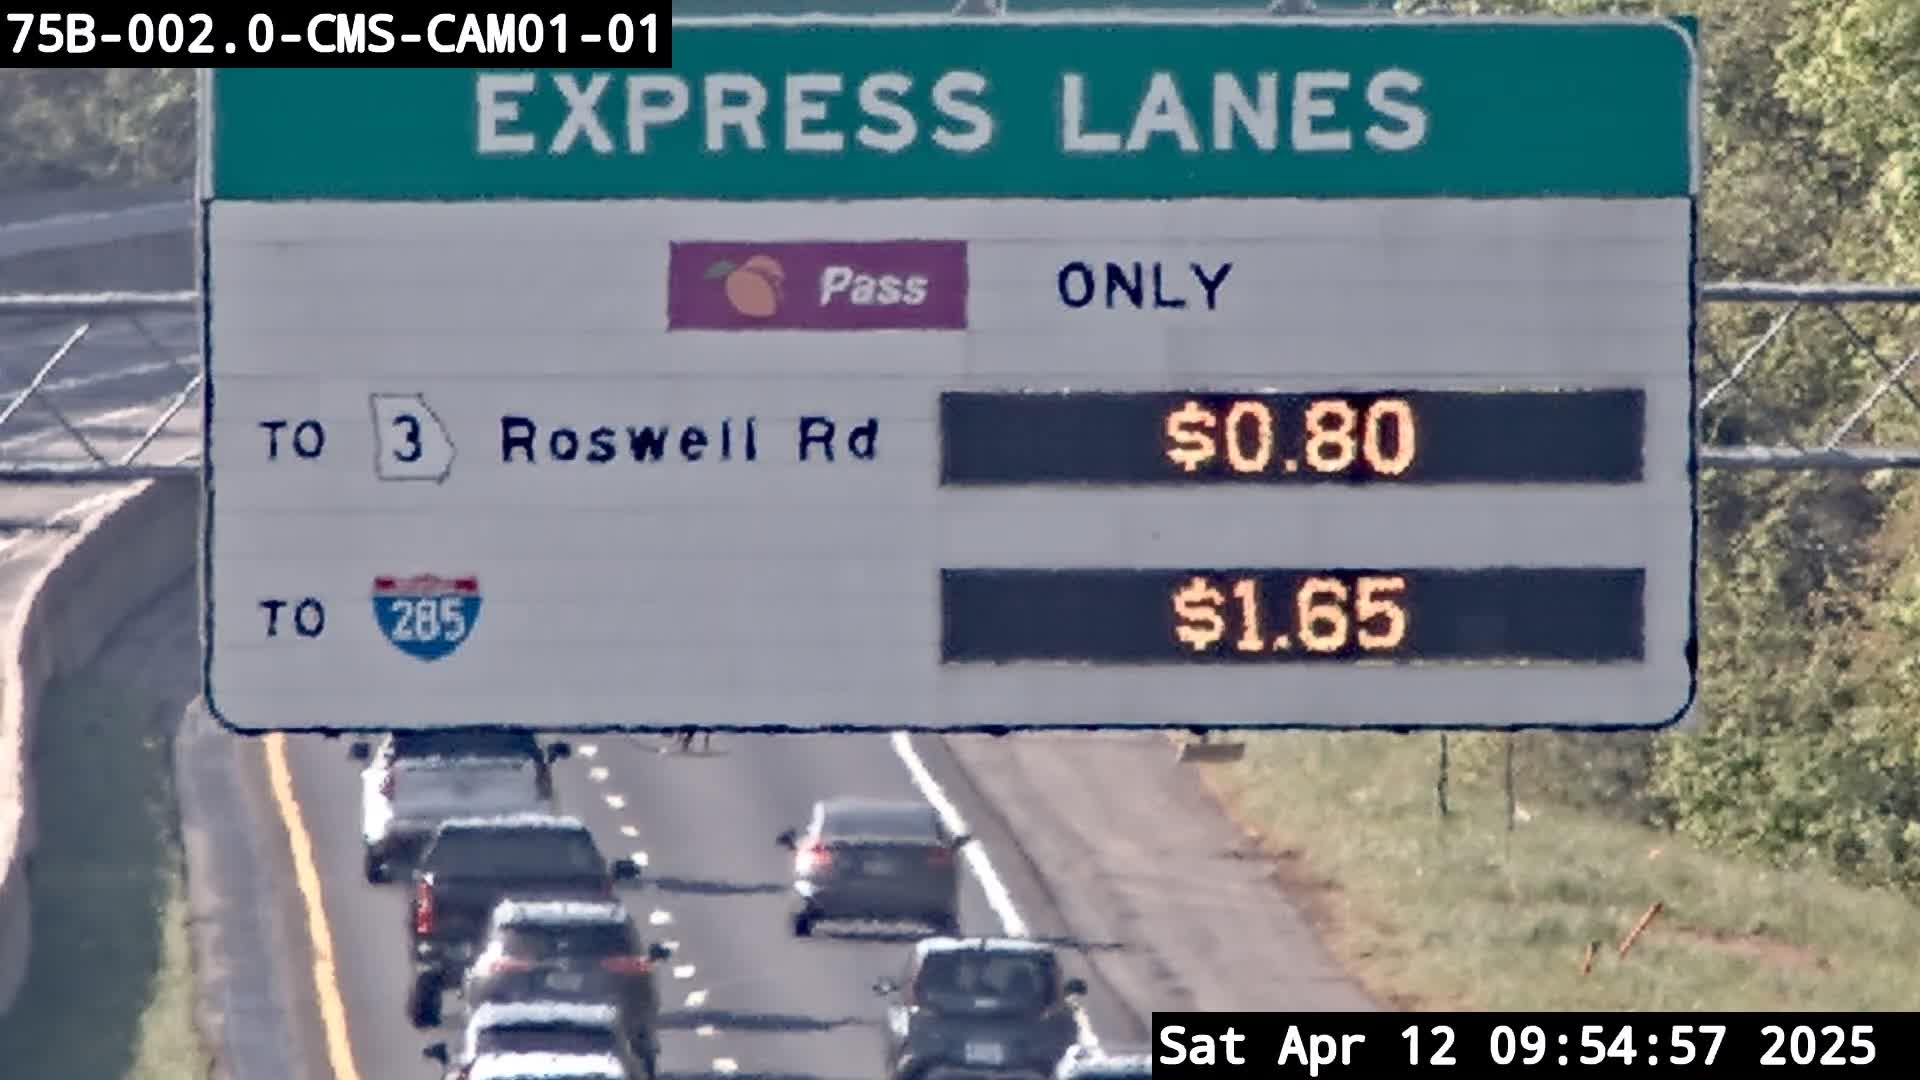 75B-002.0-CMS-CAM01-01
EXPRESS LANES
Pass ONLY
TO 3 Roswell Rd $0.80
TO 285 $1.65
Sat Apr 12 09:54:57 2025